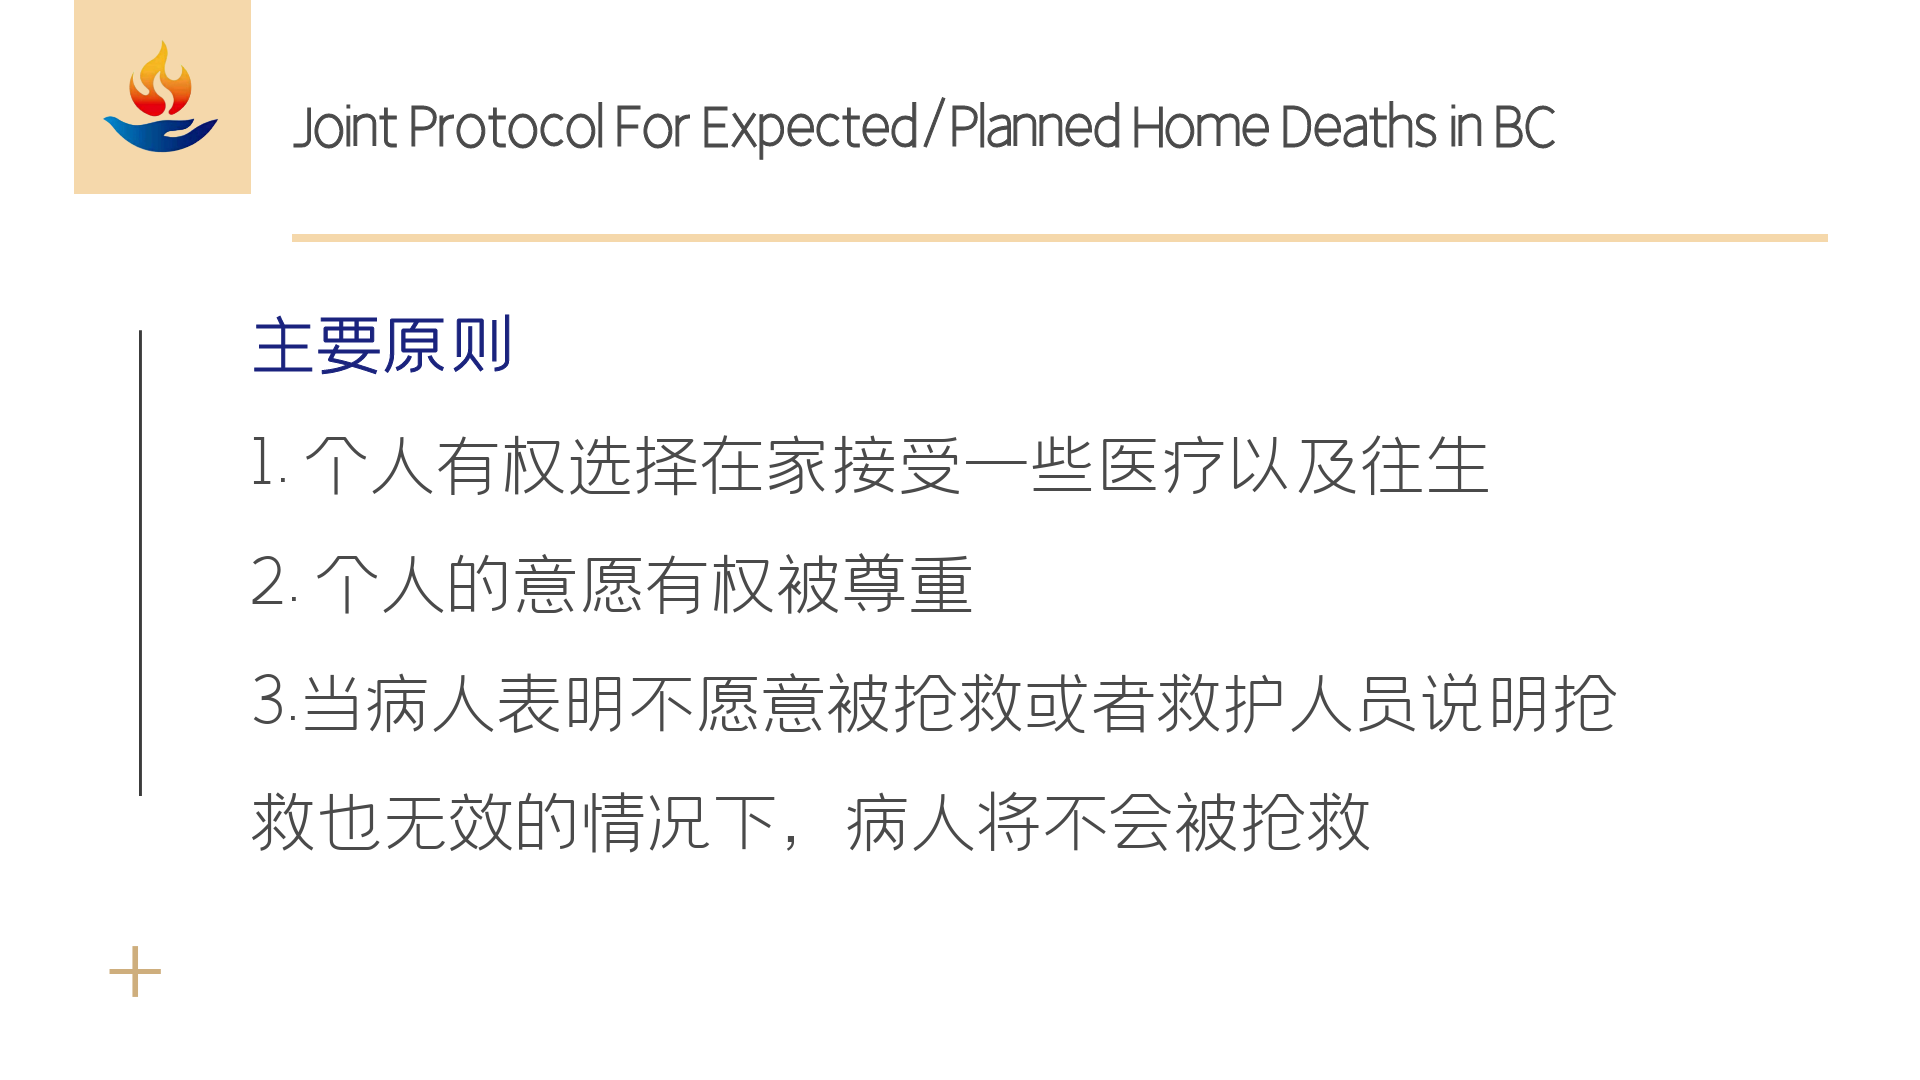 Joint Protocol For Expected/Planned Home Deaths in BC
主要原则
1. 个人有权选择在家接受一些医疗以及往生
2. 个人的意愿有权被尊重
3.当病人表明不愿意被抢救或者救护人员说明抢
救也无效的情况下，病人将不会被抢救